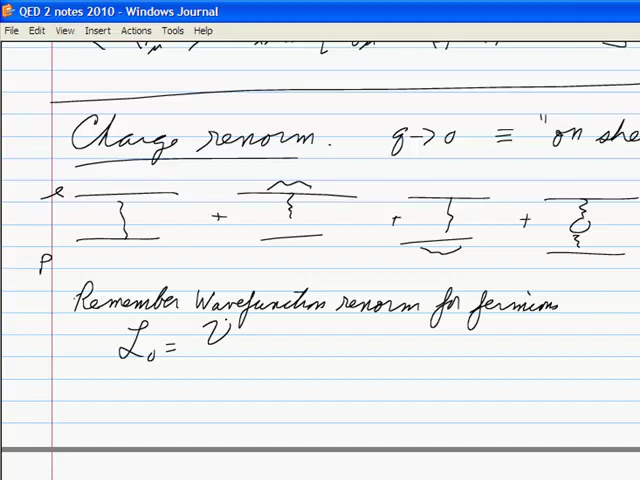 QED 2 notes 2010 - Windows Journal
File Edit View Insert Actions Tools Help
Charge renorm. q->0 ≡ "on she
e
+ + +
p
Remember Wavefunction renorm for fermions
L₀ =